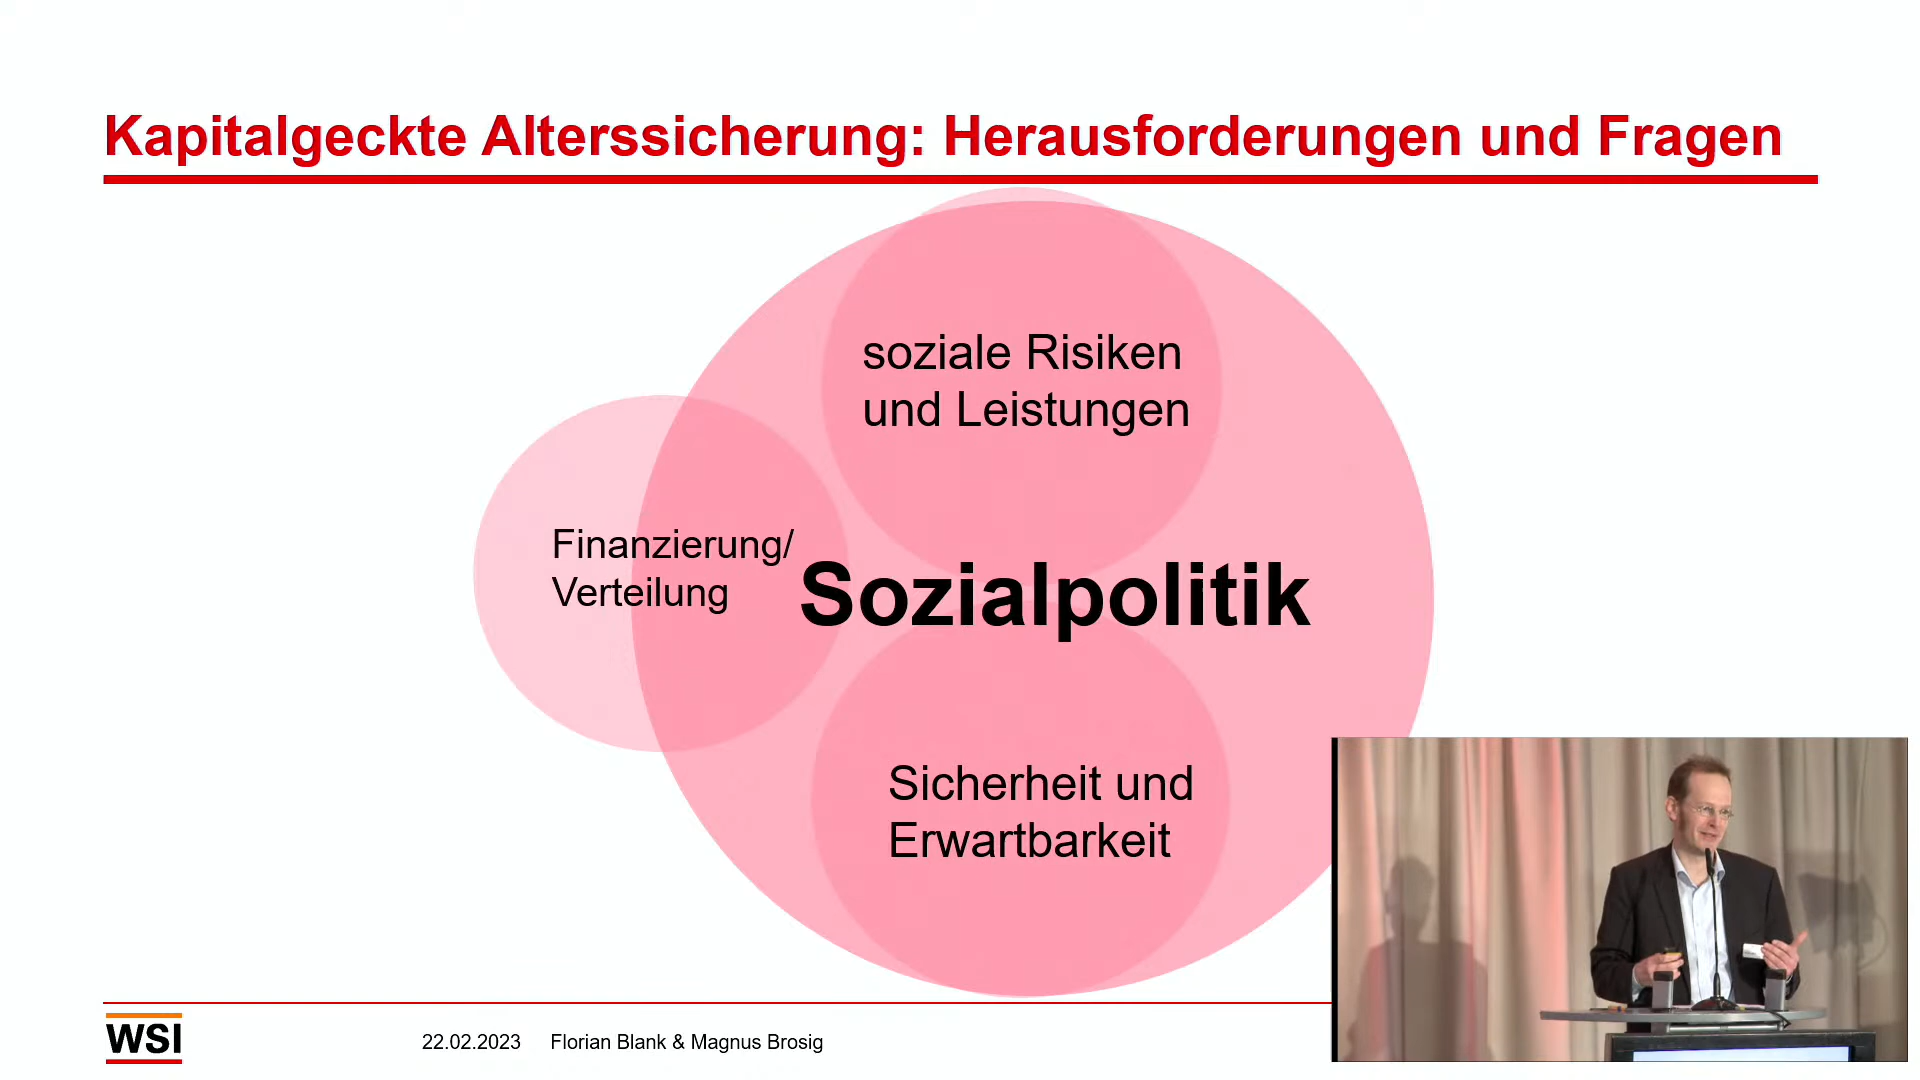 Kapitalgeckte Alterssicherung: Herausforderungen und Fragen
soziale Risiken
und Leistungen
Finanzierung/
Verteilung
Sozialpolitik
Sicherheit und
Erwartbarkeit
WSI
22.02.2023 Florian Blank & Magnus Brosig